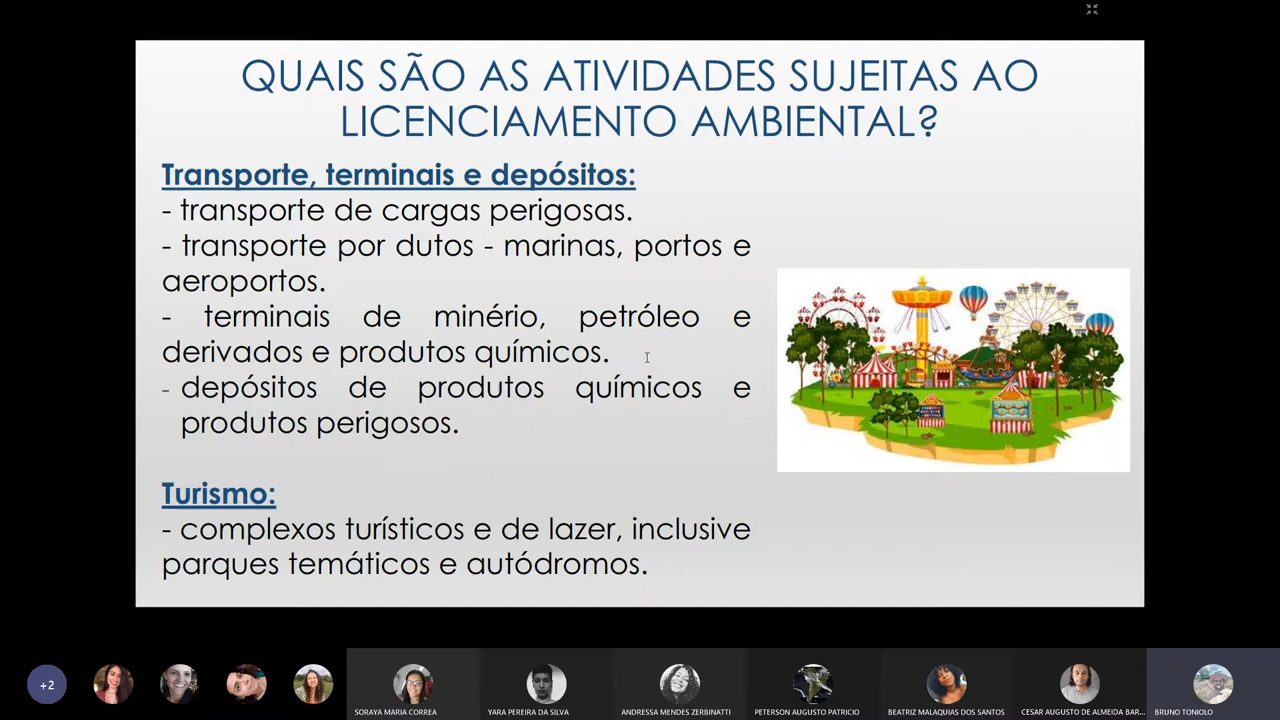 QUAIS SÃO AS ATIVIDADES SUJEITAS AO
LICENCIAMENTO AMBIENTAL?
Transporte, terminais e depósitos:
- transporte de cargas perigosas.
- transporte por dutos - marinas, portos e
aeroportos.
- terminais de minério, petróleo e
derivados e produtos químicos.
- depósitos de produtos químicos e
produtos perigosos.
Turismo:
- complexos turísticos e de lazer, inclusive
parques temáticos e autódromos.
+2
SORAYA MARIA CORREA
YARA PEREIRA DA SILVA
ANDRESSA MENDES ZERBINATTI
PETERSON AUGUSTO PATRICIO
BEATRIZ MALAQUIAS DOS SANTOS
CESAR AUGUSTO DE ALMEIDA BAR...
BRUNO TONIOLO